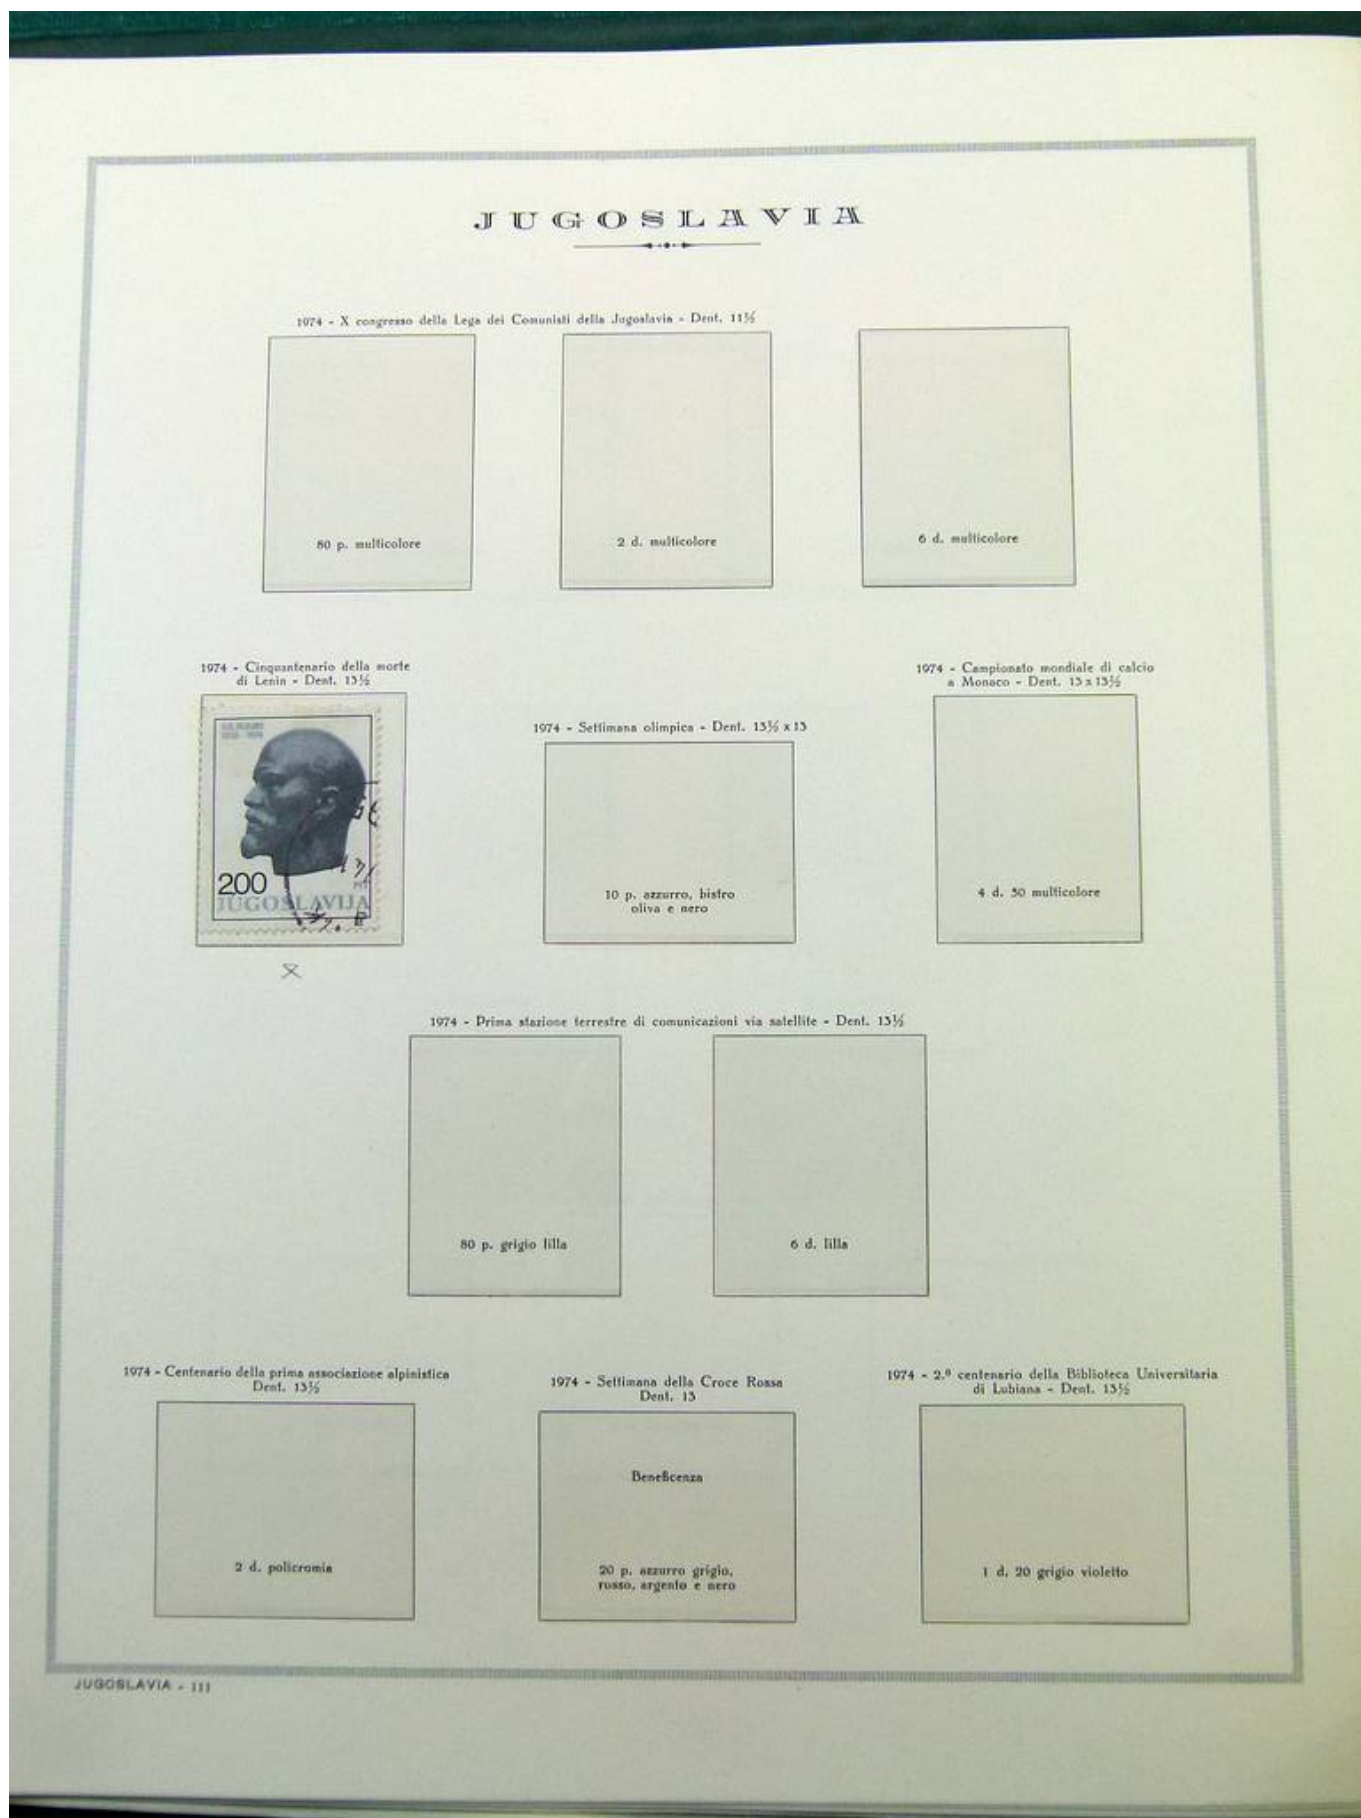 JUGOSLAVIA
1974 - X congresso della Lega dei Comunisti della Jugoslavia - Dent. 11½
80 p. multicolore
2 d. multicolore
6 d. multicolore
1974 - Cinquantenario della morte
di Lenin - Dent. 13½
200
JUGOSLAVIJA
1974 - Settimana olimpica - Dent. 13½ x 13
10 p. azzurro, bistro
oliva e nero
1974 - Campionato mondiale di calcio
a Monaco - Dent. 13 x 13½
4 d. 50 multicolore
1974 - Prima stazione terrestre di comunicazioni via satellite - Dent. 13½
80 p. grigio lilla
6 d. lilla
1974 - Centenario della prima associazione alpinistica
Dent. 13½
2 d. policromia
1974 - Settimana della Croce Rossa
Dent. 13
Beneficenza
20 p. azzurro grigio,
rosso, argento e nero
1974 - 2.º centenario della Biblioteca Universitaria
di Lubiana - Dent. 13½
1 d. 20 grigio violetto
JUGOSLAVIA - 111